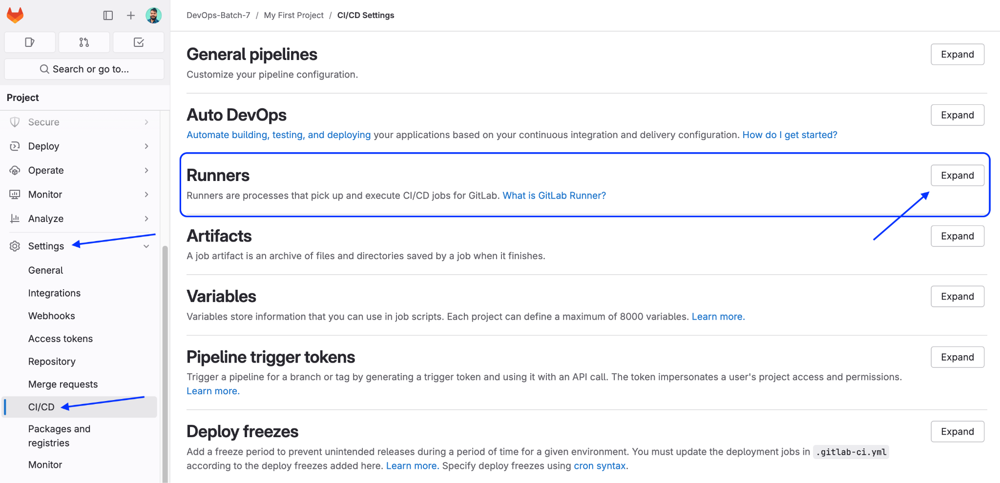 Search or go to...
Project
Secure
Deploy
Operate
Monitor
Analyze
Settings
General
Integrations
Webhooks
Access tokens
Repository
Merge requests
CI/CD
Packages and
registries
Monitor
DevOps-Batch-7 / My First Project / CI/CD Settings
General pipelines
Expand
Customize your pipeline configuration.
Auto DevOps
Expand
Automate building, testing, and deploying your applications based on your continuous integration and delivery configuration. How do I get started?
Runners
Expand
Runners are processes that pick up and execute CI/CD jobs for GitLab. What is GitLab Runner?
Artifacts
Expand
A job artifact is an archive of files and directories saved by a job when it finishes.
Variables
Expand
Variables store information that you can use in job scripts. Each project can define a maximum of 8000 variables. Learn more.
Pipeline trigger tokens
Expand
Trigger a pipeline for a branch or tag by generating a trigger token and using it with an API call. The token impersonates a user's project access and permissions.
Learn more.
Deploy freezes
Expand
Add a freeze period to prevent unintended releases during a period of time for a given environment. You must update the deployment jobs in .gitlab-ci.yml
according to the deploy freezes added here. Learn more. Specify deploy freezes using cron syntax.